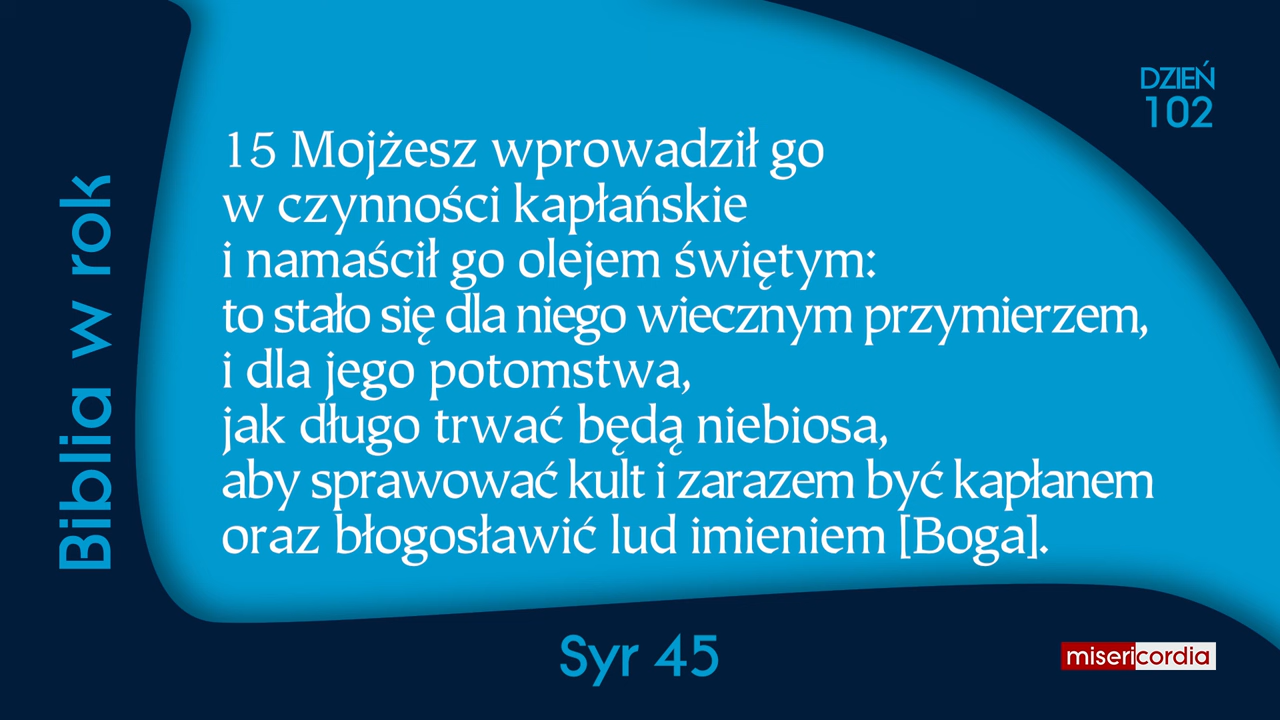 DZIEŃ
102
15 Mojżesz wprowadził go
w czynności kapłańskie
i namaścił go olejem świętym:
to stało się dla niego wiecznym przymierzem,
i dla jego potomstwa,
jak długo trwać będą niebiosa,
aby sprawować kult i zarazem być kapłanem
oraz błogosławić lud imieniem [Boga].
Biblia w rok
Syr 45
misericordia